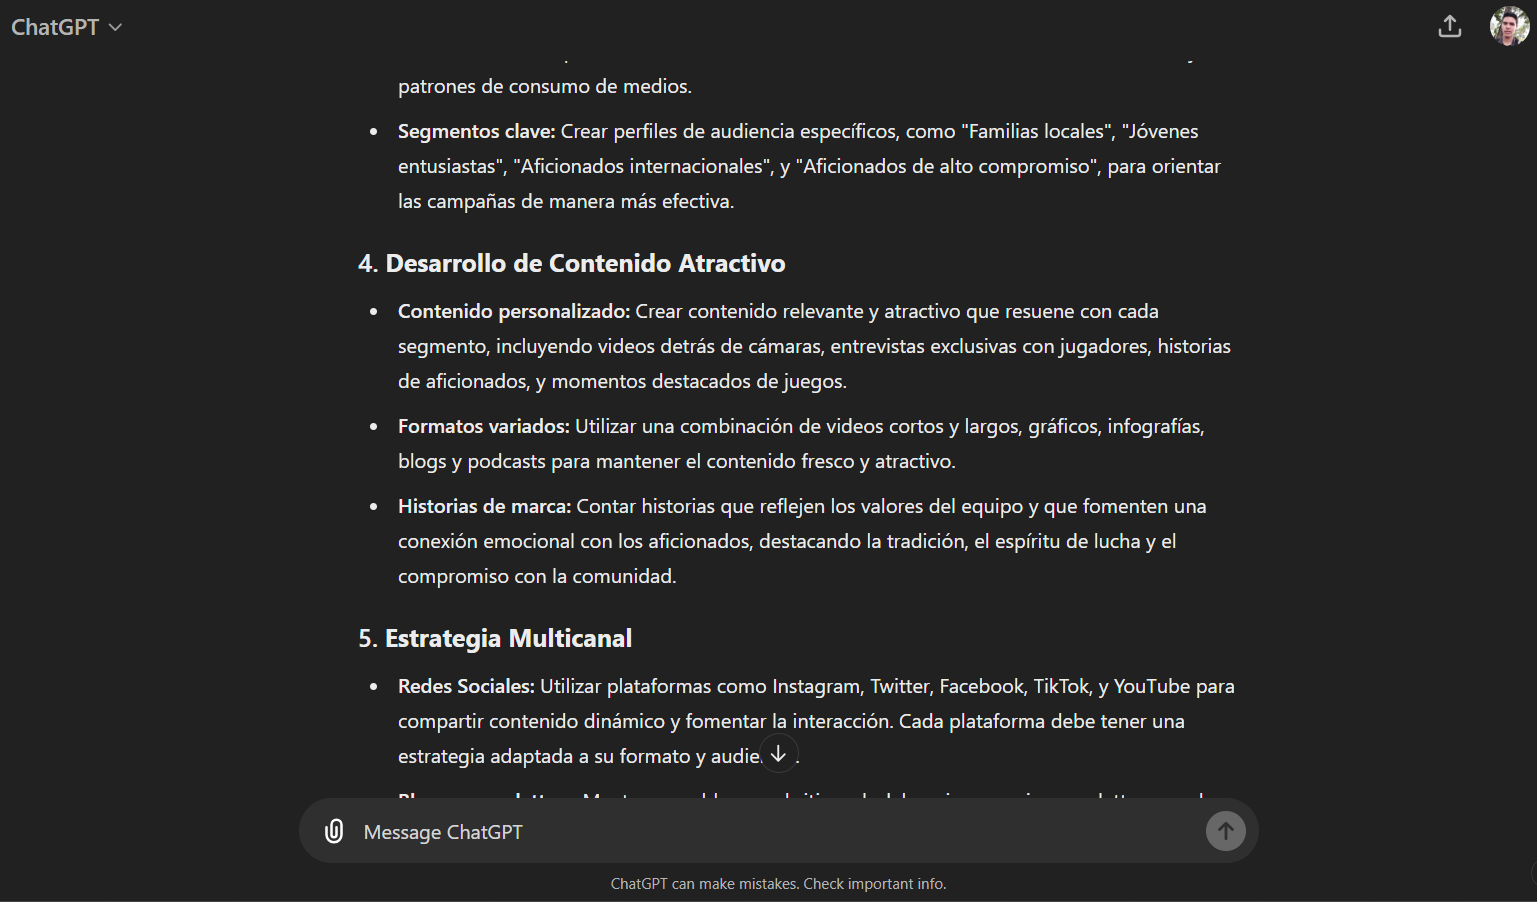 ChatGPT
patrones de consumo de medios.
• Segmentos clave: Crear perfiles de audiencia específicos, como "Familias locales", "Jóvenes
entusiastas", "Aficionados internacionales", y "Aficionados de alto compromiso", para orientar
las campañas de manera más efectiva.
4. Desarrollo de Contenido Atractivo
• Contenido personalizado: Crear contenido relevante y atractivo que resuene con cada
segmento, incluyendo videos detrás de cámaras, entrevistas exclusivas con jugadores, historias
de aficionados, y momentos destacados de juegos.
• Formatos variados: Utilizar una combinación de videos cortos y largos, gráficos, infografías,
blogs y podcasts para mantener el contenido fresco y atractivo.
• Historias de marca: Contar historias que reflejen los valores del equipo y que fomenten una
conexión emocional con los aficionados, destacando la tradición, el espíritu de lucha y el
compromiso con la comunidad.
5. Estrategia Multicanal
• Redes Sociales: Utilizar plataformas como Instagram, Twitter, Facebook, TikTok, y YouTube para
compartir contenido dinámico y fomentar la interacción. Cada plataforma debe tener una
estrategia adaptada a su formato y
Message ChatGPT
ChatGPT can make mistakes. Check important info.